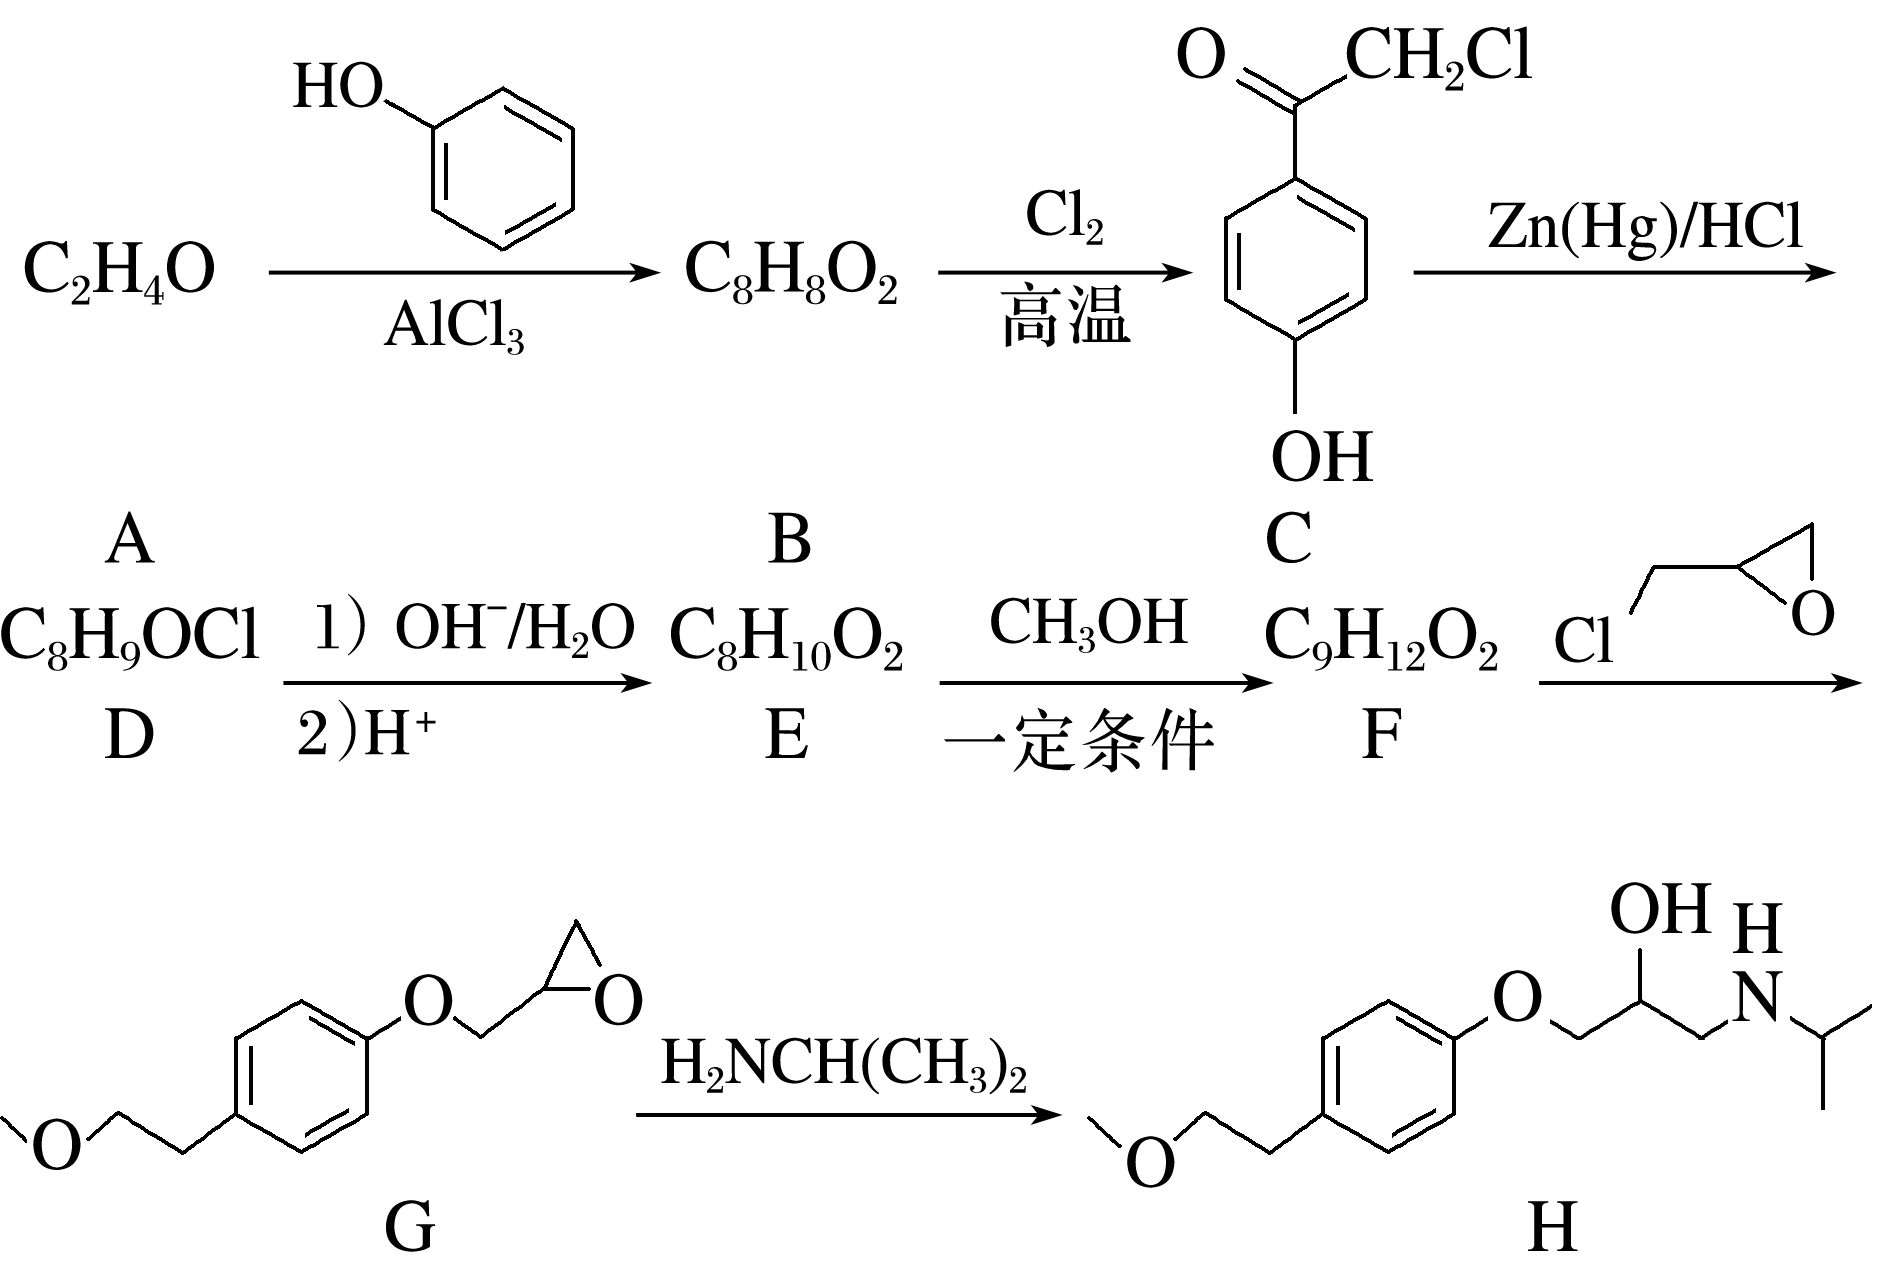 O CH₂Cl
HO
C₂H₄O AlCl₃ C₈H₈O₂ Cl₂ 高温 Zn(Hg)/HCl
OH
A B C
C₈H₉OCl 1) OH⁻/H₂O C₈H₁₀O₂ CH₃OH C₉H₁₂O₂ Cl O
D 2)H⁺ E 一定条件 F
OH H
O O O H₂NCH(CH₃)₂ O O N
G H